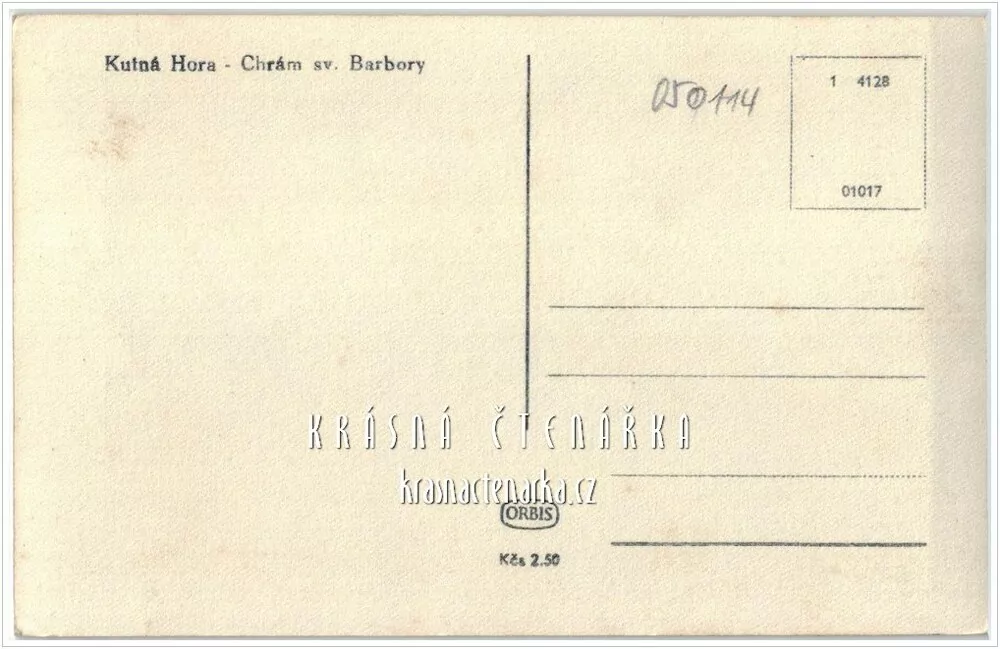 Kutná Hora - Chrám sv. Barbory
050114
1 4128
01017
KRÁSNÁ ČTENÁŘKA
krasnactenarka.cz
ORBIS
Kčs 2.50